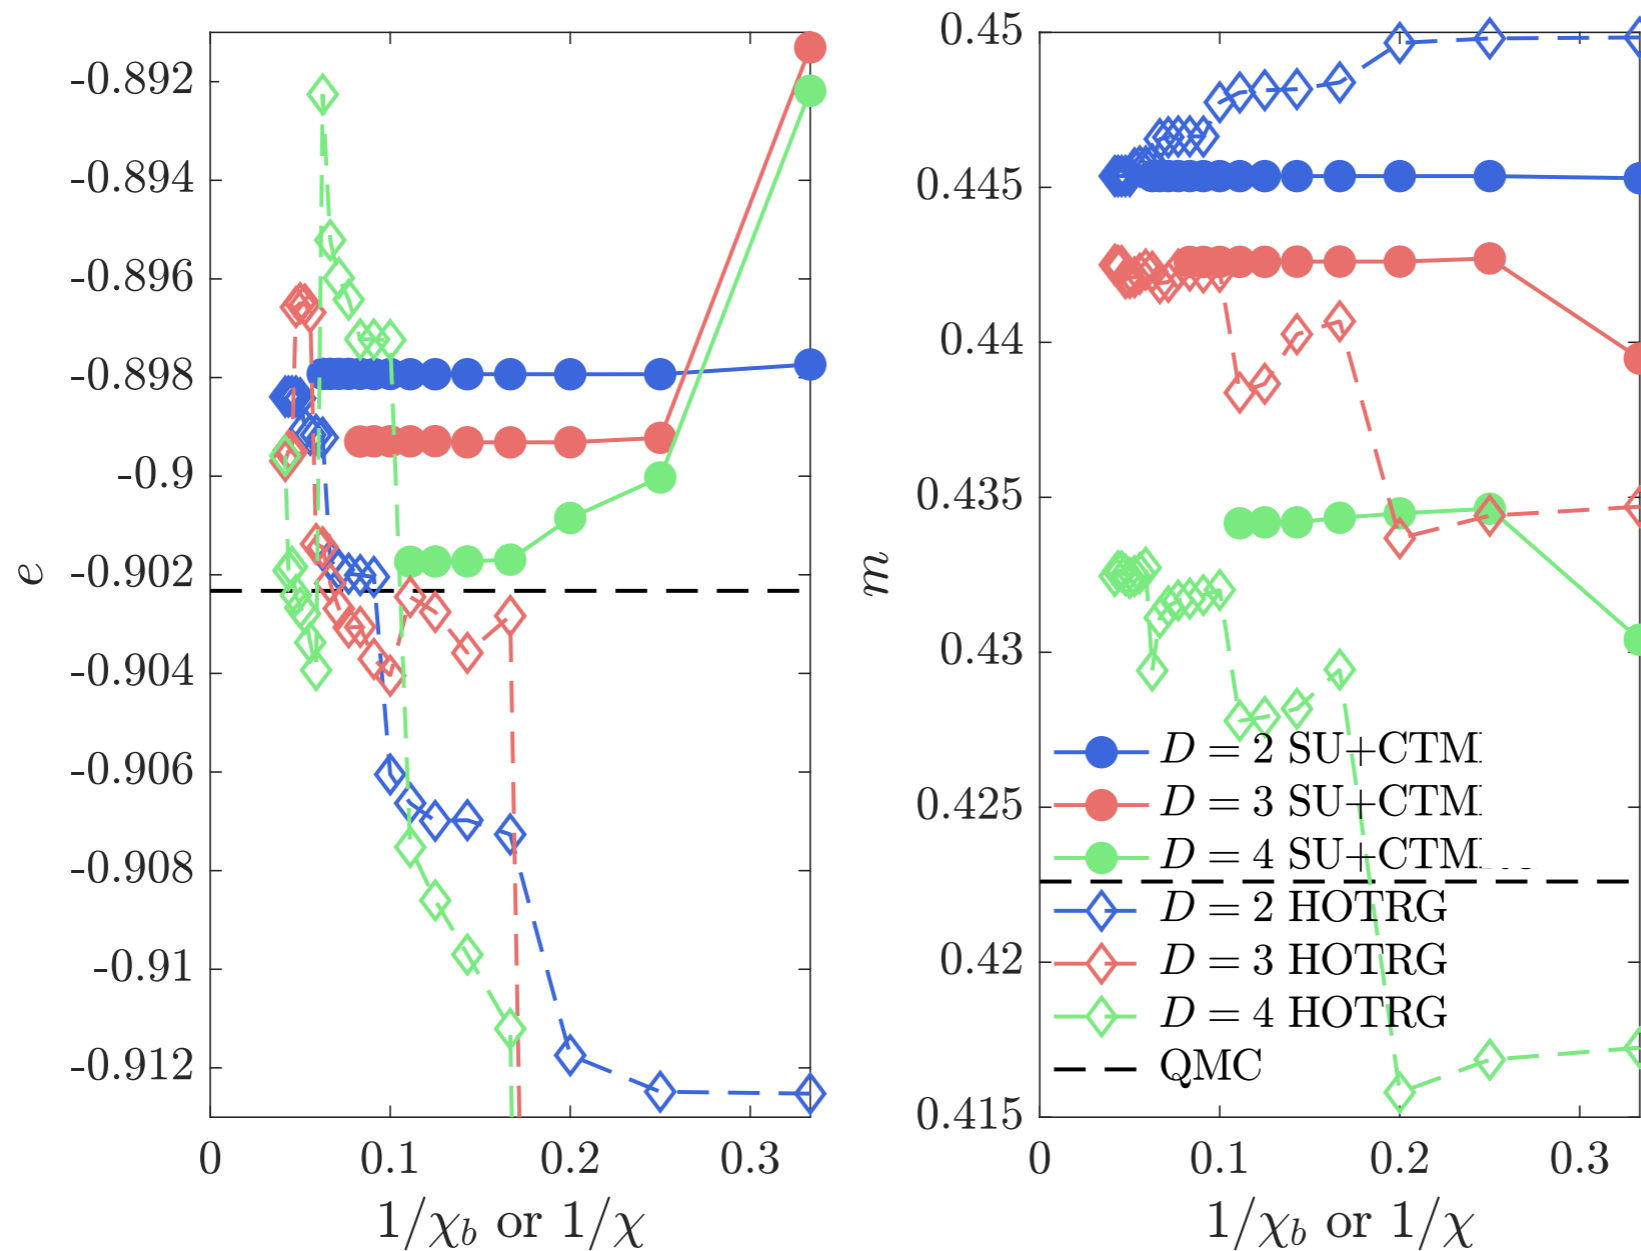 -0.892
-0.894
-0.896
-0.898
-0.9
-0.902
-0.904
-0.906
-0.908
-0.91
-0.912
e
0
0.1
0.2
0.3
1/χ_b or 1/χ
0.45
0.445
0.44
0.435
0.43
0.425
0.42
0.415
m
0
0.1
0.2
0.3
1/χ_b or 1/χ
D = 2 SU+CTM
D = 3 SU+CTM
D = 4 SU+CTM
D = 2 HOTRG
D = 3 HOTRG
D = 4 HOTRG
QMC